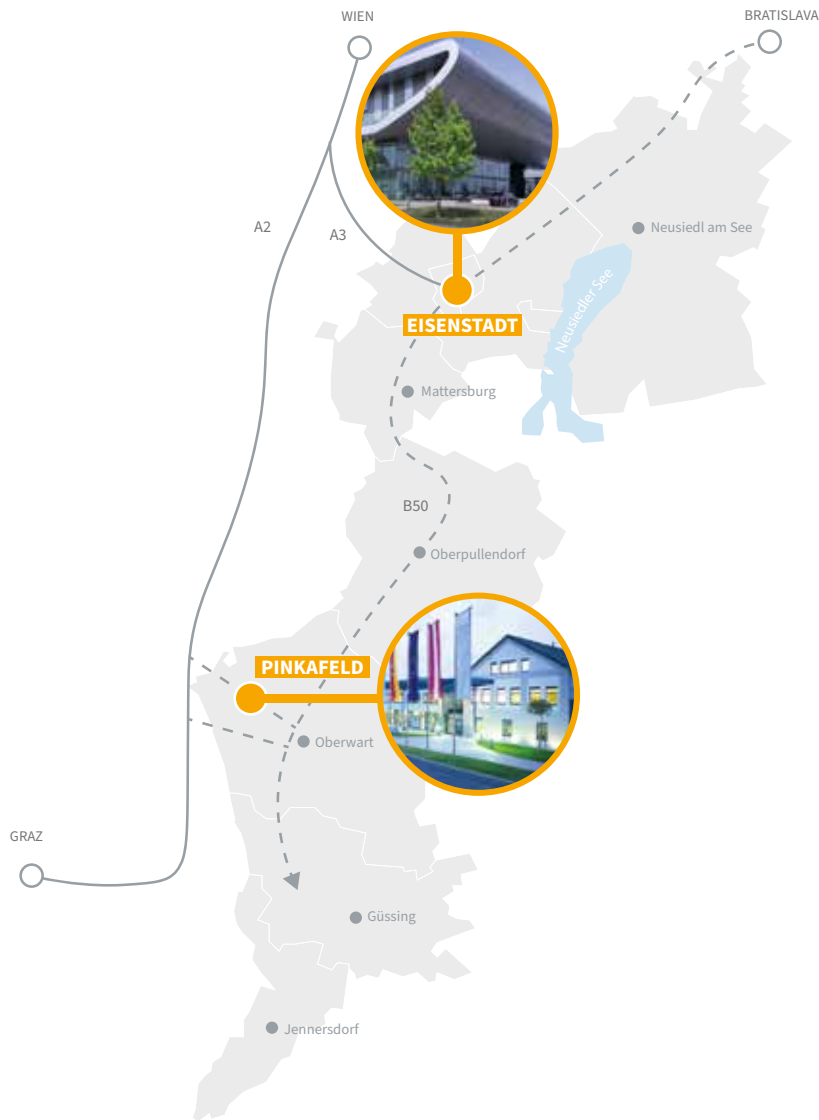 WIEN
BRATISLAVA
A2
A3
Neusiedl am See
Neusiedler See
EISENSTADT
Mattersburg
B50
Oberpullendorf
PINKAFELD
Oberwart
GRAZ
Güssing
Jennersdorf